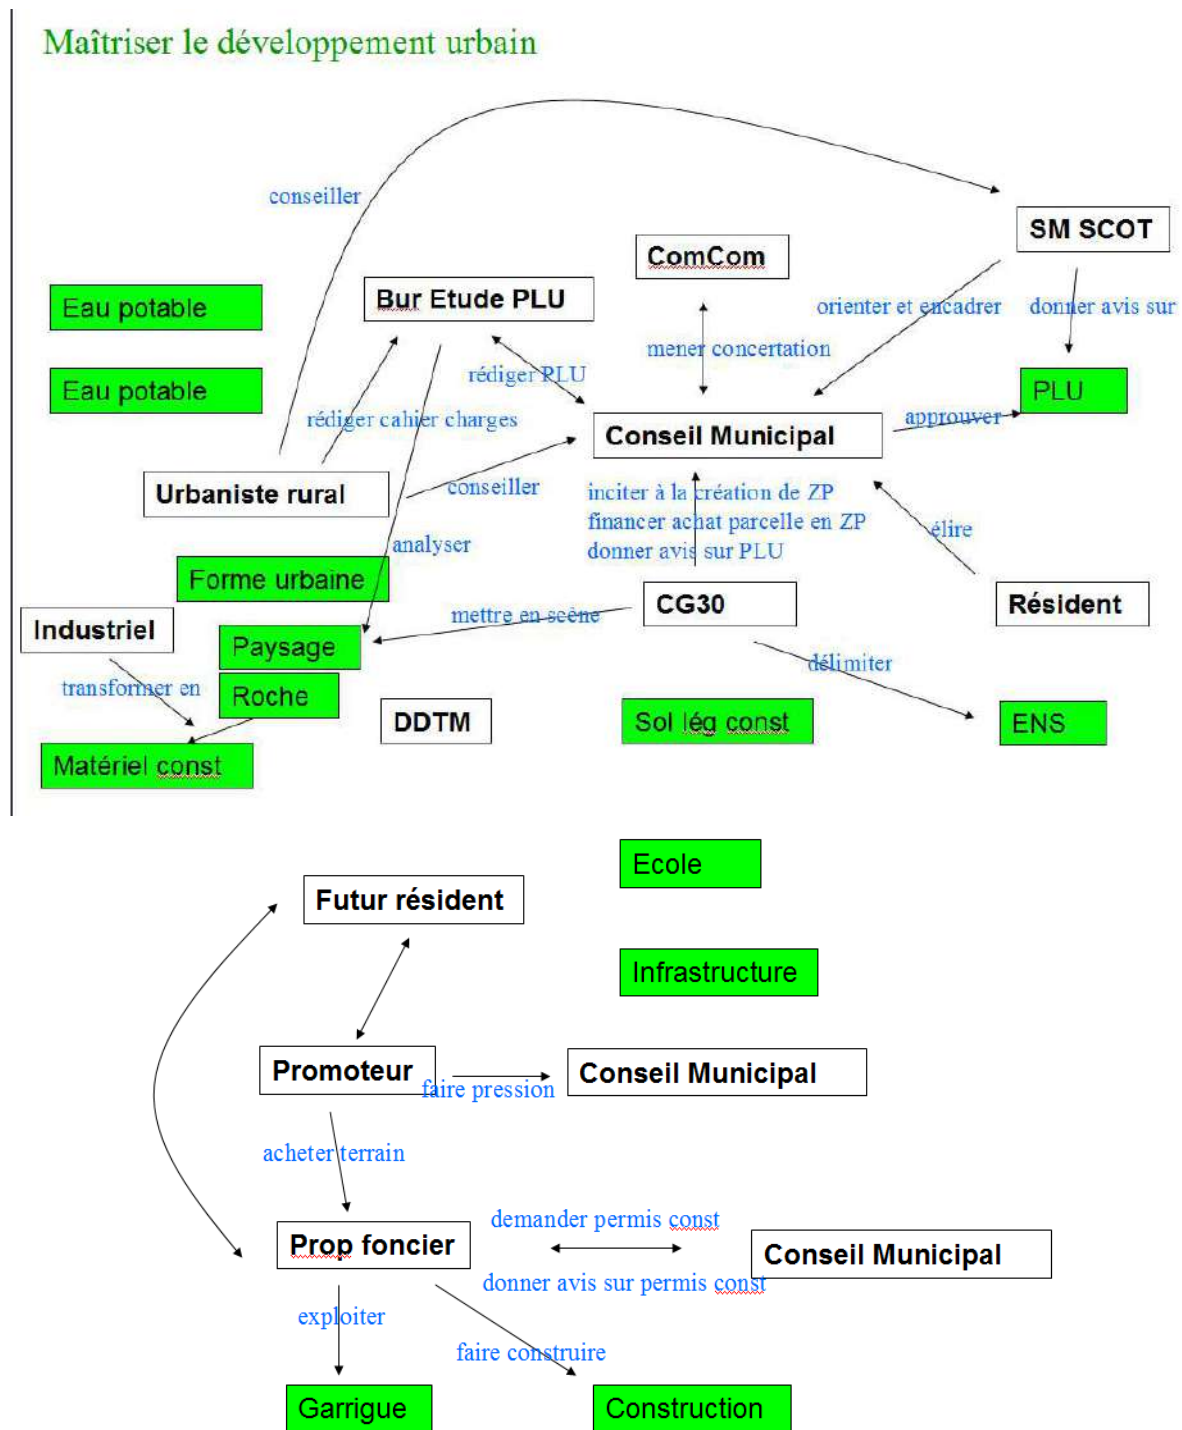 Maîtriser le développement urbain
conseiller
SM SCOT
ComCom
Bur Etude PLU
Eau potable
orienter et encadrer
donner avis sur
mener concertation
rédiger PLU
Eau potable
PLU
rédiger cahier charges
approuver
Conseil Municipal
Urbaniste rural
conseiller
inciter à la création de ZP
financer achat parcelle en ZP
donner avis sur PLU
élire
analyser
Forme urbaine
mettre en scène
CG30
Résident
Industriel
Paysage
délimiter
transformer en
Roche
DDTM
Sol lég const
ENS
Matériel const
Ecole
Futur résident
Infrastructure
Promoteur
faire pression
Conseil Municipal
acheter terrain
demander permis const
Prop foncier
Conseil Municipal
donner avis sur permis const
exploiter
faire construire
Garrigue
Construction